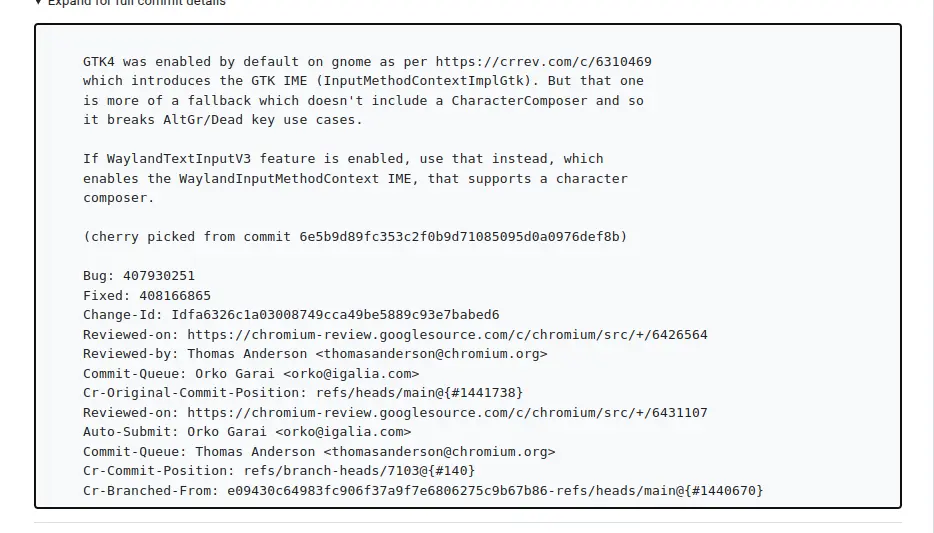 ▼ Expand for full commit details
GTK4 was enabled by default on gnome as per https://crrev.com/c/6310469
which introduces the GTK IME (InputMethodContextImplGtk). But that one
is more of a fallback which doesn't include a CharacterComposer and so
it breaks AltGr/Dead key use cases.
If WaylandTextInputV3 feature is enabled, use that instead, which
enables the WaylandInputMethodContext IME, that supports a character
composer.
(cherry picked from commit 6e5b9d89fc353c2f0b9d71085095d0a0976def8b)
Bug: 407930251
Fixed: 408166865
Change-Id: Idfa6326c1a03008749cca49be5889c93e7babed6
Reviewed-on: https://chromium-review.googlesource.com/c/chromium/src/+/6426564
Reviewed-by: Thomas Anderson <thomasanderson@chromium.org>
Commit-Queue: Orko Garai <orko@igalia.com>
Cr-Original-Commit-Position: refs/heads/main@{#1441738}
Reviewed-on: https://chromium-review.googlesource.com/c/chromium/src/+/6431107
Auto-Submit: Orko Garai <orko@igalia.com>
Commit-Queue: Thomas Anderson <thomasanderson@chromium.org>
Cr-Commit-Position: refs/branch-heads/7103@{#140}
Cr-Branched-From: e09430c64983fc906f37a9f7e6806275c9b67b86-refs/heads/main@{#1440670}